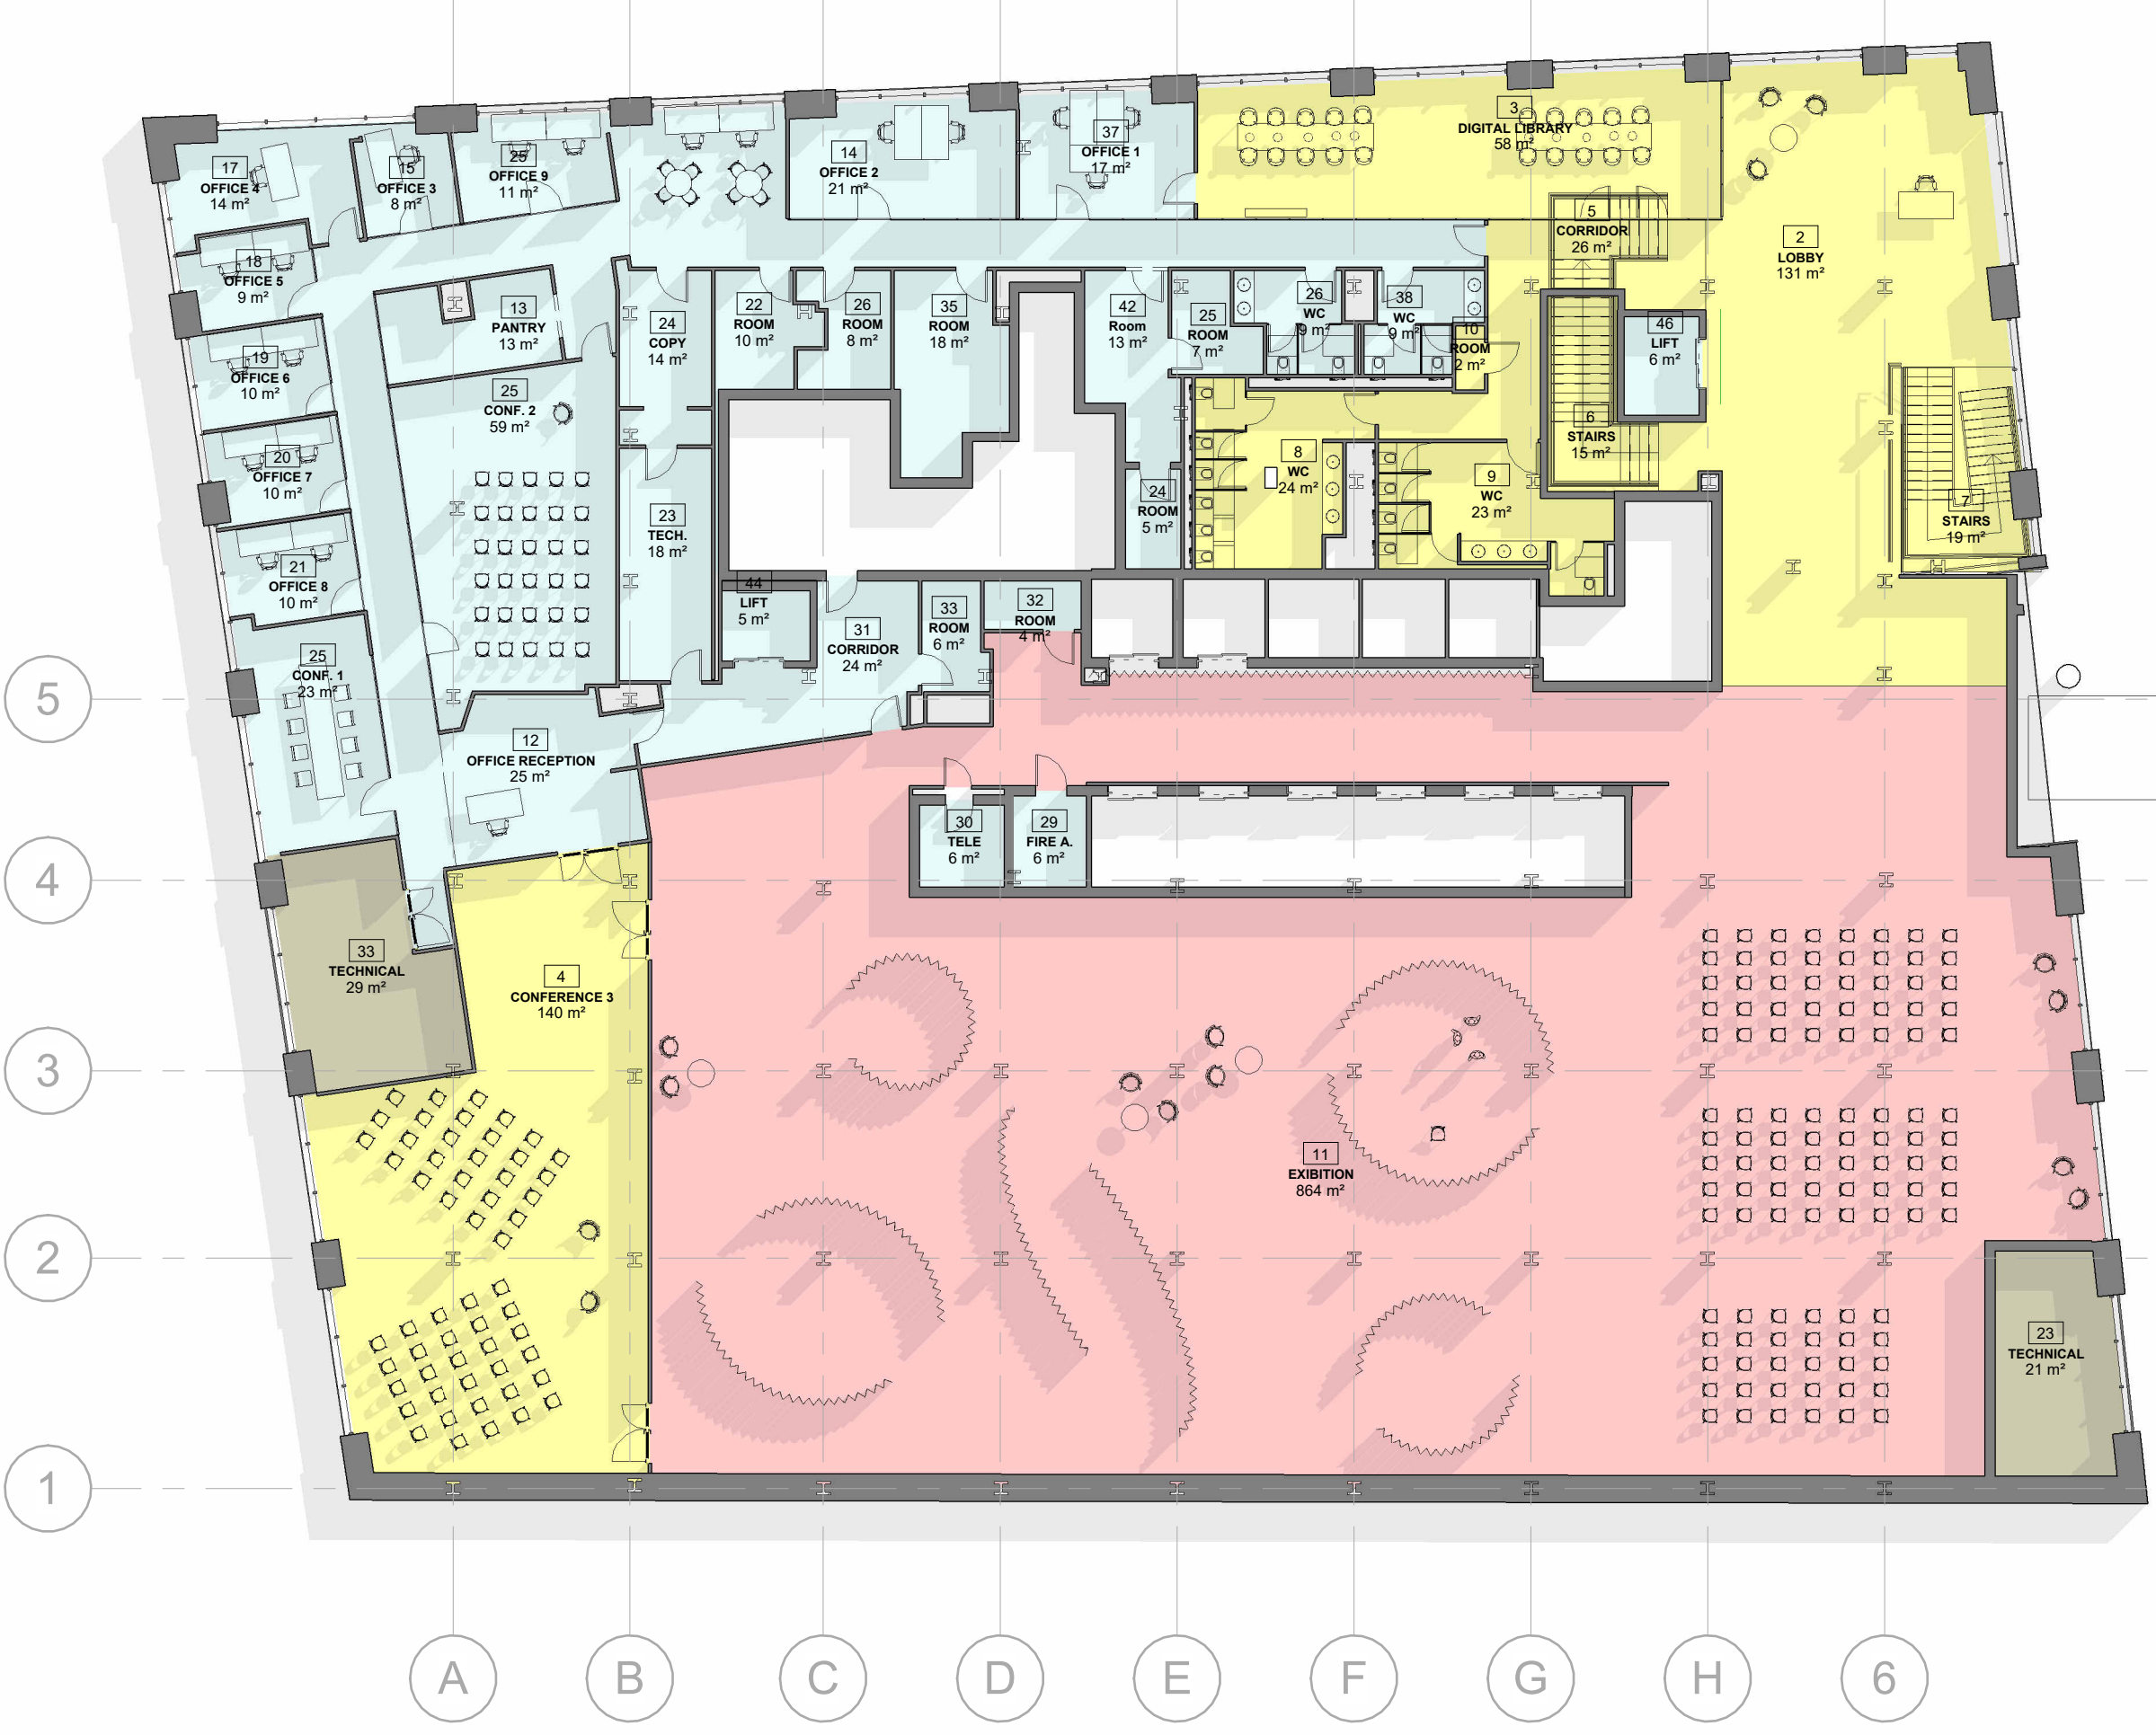 37
OFFICE 1
17 m²
3
DIGITAL LIBRARY
58 m²
14
OFFICE 2
21 m²
25
OFFICE 9
11 m²
15
OFFICE 3
8 m²
17
OFFICE 4
14 m²
5
CORRIDOR
26 m²
2
LOBBY
131 m²
18
OFFICE 5
9 m²
13
PANTRY
13 m²
24
COPY
14 m²
22
ROOM
10 m²
26
ROOM
8 m²
35
ROOM
18 m²
42
Room
13 m²
25
ROOM
7 m²
26
WC
9 m²
38
WC
9 m²
10
ROOM
2 m²
46
LIFT
6 m²
19
OFFICE 6
10 m²
25
CONF. 2
59 m²
6
STAIRS
15 m²
20
OFFICE 7
10 m²
8
WC
24 m²
9
WC
23 m²
24
ROOM
5 m²
7
STAIRS
19 m²
23
TECH.
18 m²
21
OFFICE 8
10 m²
44
LIFT
5 m²
31
CORRIDOR
24 m²
33
ROOM
6 m²
32
ROOM
4 m²
25
CONF. 1
23 m²
5
12
OFFICE RECEPTION
25 m²
30
TELE
6 m²
29
FIRE A.
6 m²
4
33
TECHNICAL
29 m²
4
CONFERENCE 3
140 m²
3
11
EXIBITION
864 m²
2
23
TECHNICAL
21 m²
1
A
B
C
D
E
F
G
H
6